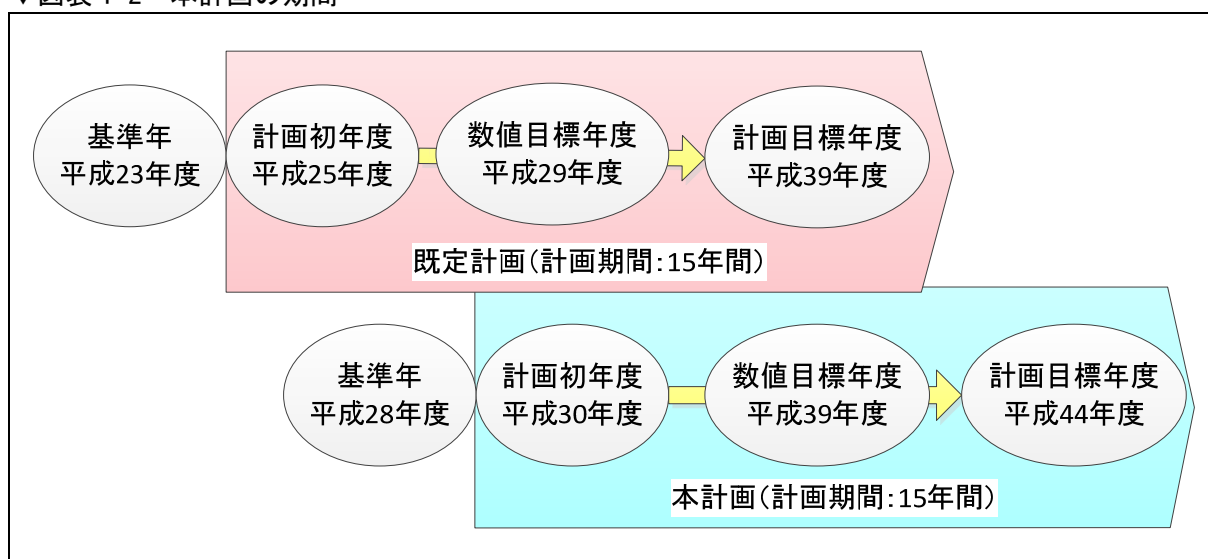 基準年
平成23年度
計画初年度
平成25年度
数値目標年度
平成29年度
計画目標年度
平成39年度
既定計画(計画期間:15年間)
基準年
平成28年度
計画初年度
平成30年度
数値目標年度
平成39年度
計画目標年度
平成44年度
本計画(計画期間:15年間)